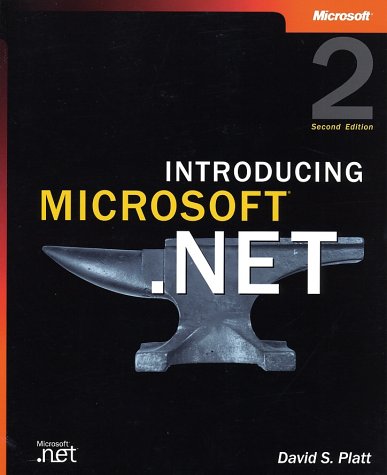 Microsoft®
2
Second Edition
INTRODUCING
MICROSOFT®
.NET
Microsoft®
.net
David S. Platt